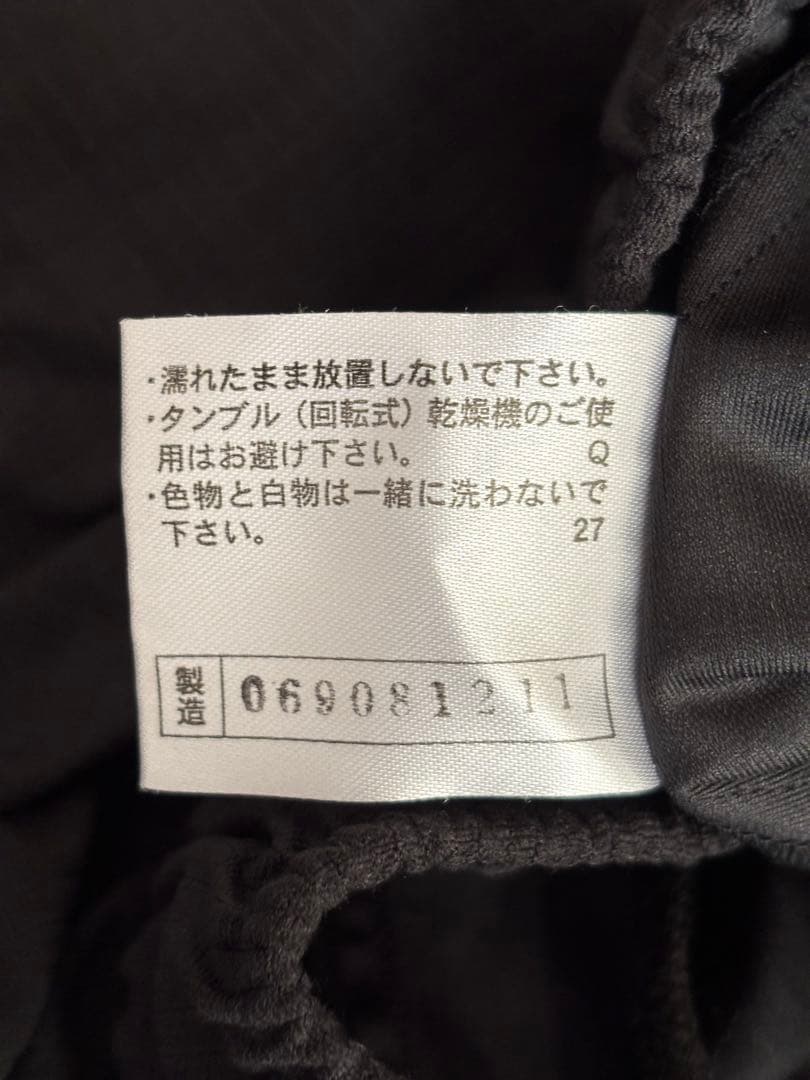 ・濡れたまま放置しないで下さい。
・タンブル（回転式）乾燥機のご使
用はお避け下さい。 Q
・色物と白物は一緒に洗わないで
下さい。 27
製造 069081211